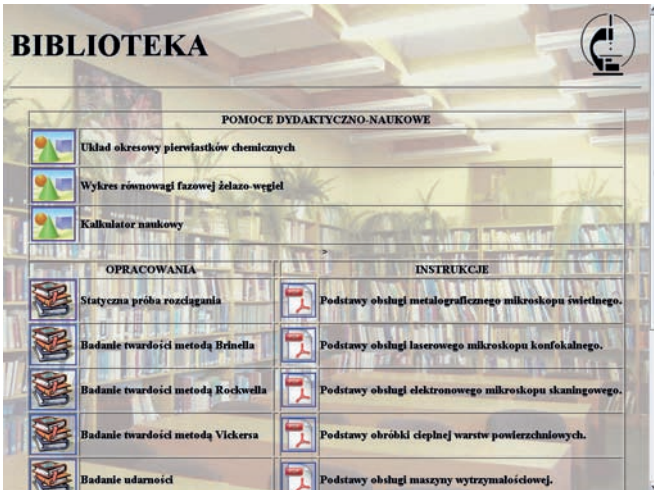 BIBLIOTEKA
POMOCE DYDAKTYCZNO-NAUKOWE
Układ okresowy pierwiastków chemicznych
Wykres równowagi fazowej żelazo-węgiel
Kalkulator naukowy
>
OPRACOWANIA
INSTRUKCJE
Statyczna próba rozciągania
Podstawy obsługi metalograficznego mikroskopu świetlnego.
Badanie twardości metodą Brinella
Podstawy obsługi laserowego mikroskopu konfokalnego.
Badanie twardości metodą Rockwella
Podstawy obsługi elektronowego mikroskopu skaningowego.
Badanie twardości metodą Vickersa
Podstawy obróbki cieplnej warstw powierzchniowych.
Badanie udarności
Podstawy obsługi maszyny wytrzymałościowej.